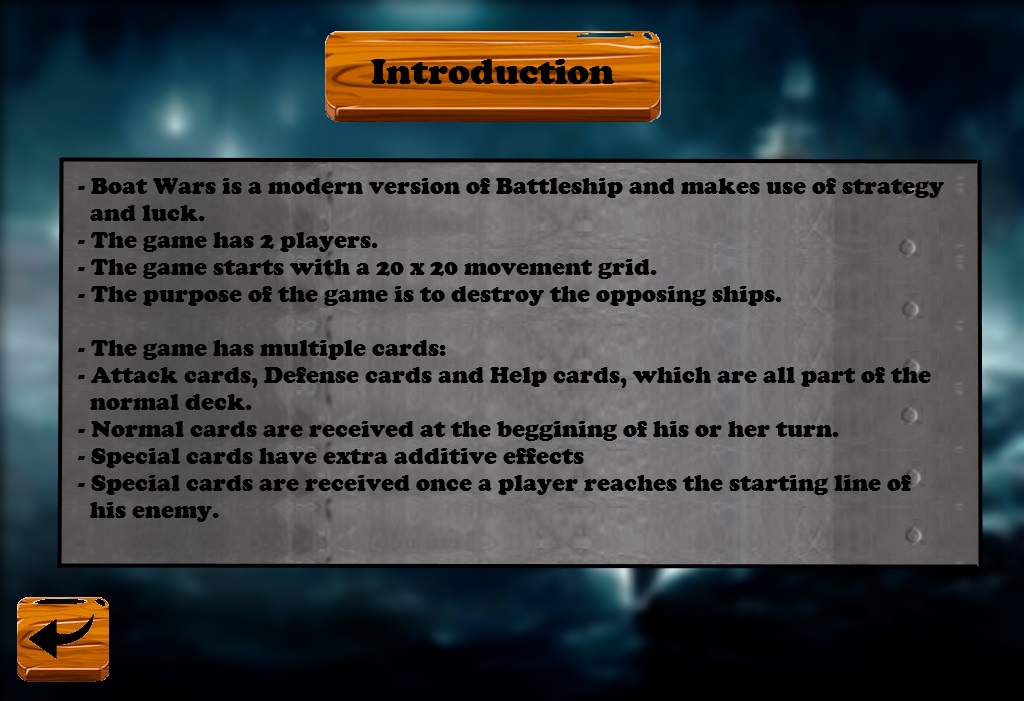 Introduction
- Boat Wars is a modern version of Battleship and makes use of strategy
and luck.
- The game has 2 players.
- The game starts with a 20 x 20 movement grid.
- The purpose of the game is to destroy the opposing ships.
- The game has multiple cards:
- Attack cards, Defense cards and Help cards, which are all part of the
normal deck.
- Normal cards are received at the beggining of his or her turn.
- Special cards have extra additive effects
- Special cards are received once a player reaches the starting line of
his enemy.